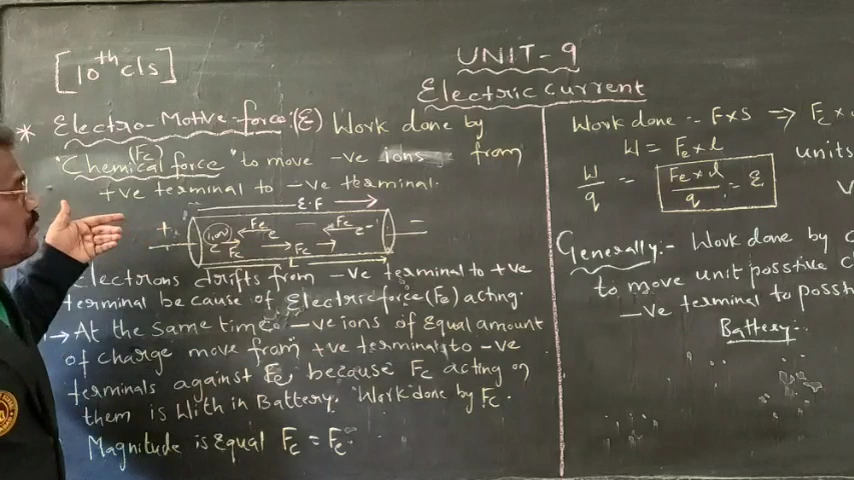 [10th cls]
UNIT-9
Electric current
* Electro-Motive-force:(E) Work done by
(Fc)
"Chemical force" to move -ve ions from
+ve terminal to -ve terminal.
E.F
+ ion Fe e Fe e- -
Fc Fc
L
Electrons drifts from -ve terminal to +ve
terminal because of Electric force (Fe) acting.
→ At the same time -ve ions of Equal amount
of charge move from +ve terminals to -ve
terminals against Fe, because Fc acting on
them is With in Battery. Work done by Fc.
Magnitude is Equal Fc = Fe.
Work done :- F×S ⇒
W = Fe × d
units
W/q = Fe × d / q = E
Generally:- Work done by
to move unit posstive
-ve terminal to
Battery:-